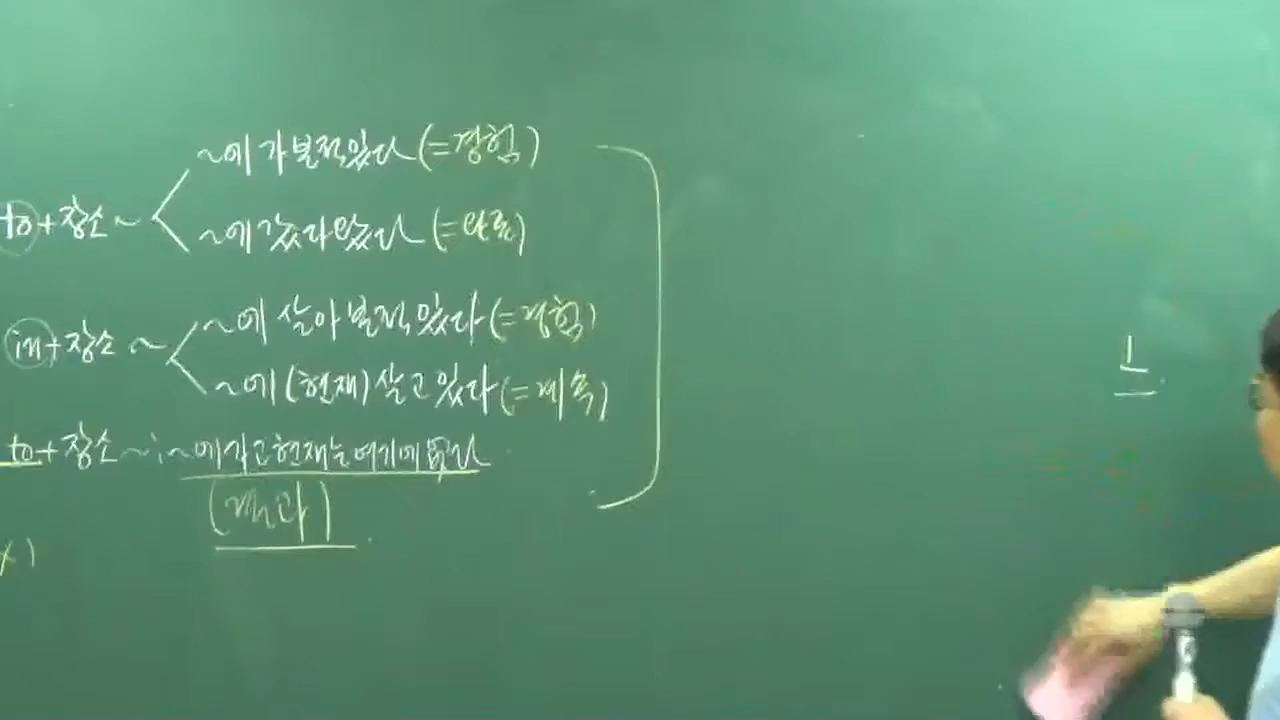 ~에 가 본 적 있다 (=경험)
to + 장소 ~
~에 갔다 왔다 (=완료)
~에 살아 본 적 있다 (=경험)
in + 장소 ~
~에 (현재) 살고 있다 (=계속)
to + 장소 ~ ; ~에 가고 현재는 여기에 없다
1